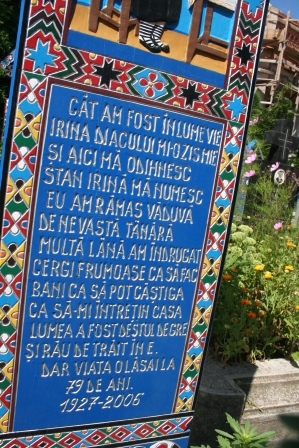 CÂT AM FOST ÎN LUME VIE
IRINA DIACULUI MI-O ZIS MIE
ȘI AICI MĂ ODIHNESC
STAN IRINĂ MĂ NUMESC
EU AM RĂMAS VĂDUVĂ
DE NEVASTĂ TÂNĂRĂ
MULTĂ LÂNĂ AM ÎNDRUGAT
CERGI FRUMOASE CA SĂ FAC
BANI CA SĂ POT CÂȘTIGA
CA SĂ-MI ÎNTREȚIN CASA
LUMEA A FOST DESTUL DE GRE
ȘI RĂU DE TRĂIT ÎN E.
DAR VIAȚA O LĂSAI LA
79 DE ANI.
1927-2006